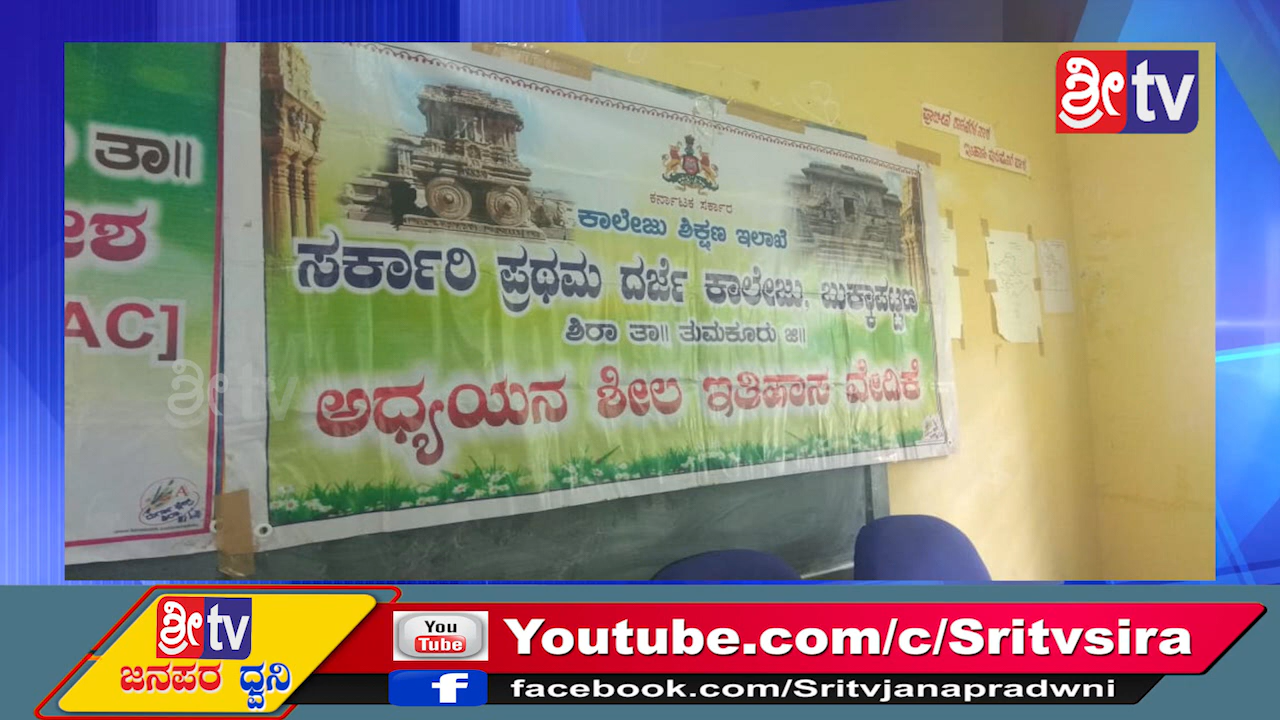 ಶ್ರೀtv
ತಾ॥
ಶ
AC]
ಕರ್ನಾಟಕ ಸರ್ಕಾರ
ಕಾಲೇಜು ಶಿಕ್ಷಣ ಇಲಾಖೆ
ಸರ್ಕಾರಿ ಪ್ರಥಮ ದರ್ಜೆ ಕಾಲೇಜು, ಬುಕ್ಕಾಪಟ್ಟಣ
ಶಿರಾ ತಾ॥ ತುಮಕೂರು ಜಿ॥
ಅಧ್ಯಯನ ಶೀಲ ಇತಿಹಾಸ ವೇದಿಕೆ
ಶ್ರೀtv
ಶ್ರೀtv
ಜನಪರ ಧ್ವನಿ
You
Tube
Youtube.com/c/Sritvsira
f facebook.com/Sritvjanapradwni